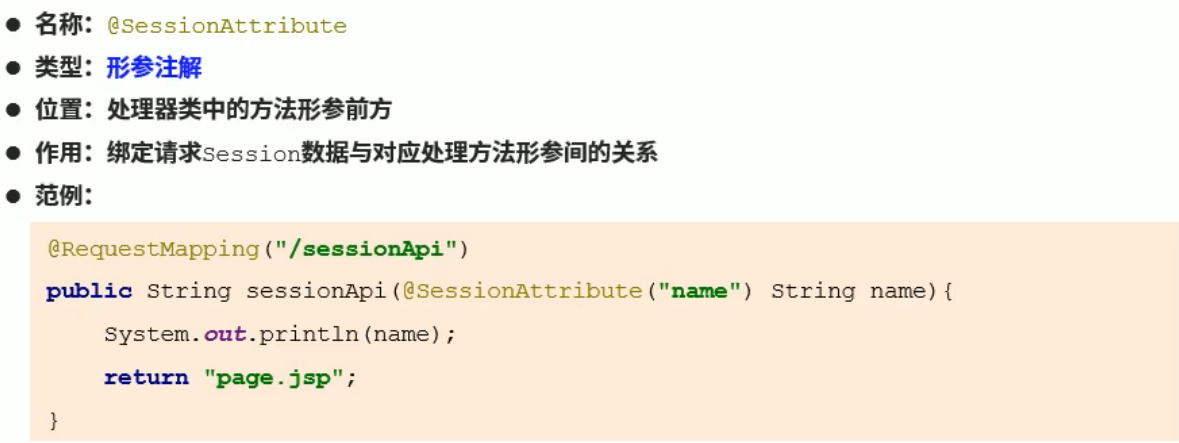 ● 名称：@SessionAttribute
● 类型：形参注解
● 位置：处理器类中的方法形参前方
● 作用：绑定请求Session数据与对应处理方法形参间的关系
● 范例：
@RequestMapping("/sessionApi")
public String sessionApi(@SessionAttribute("name") String name){
    System.out.println(name);
    return "page.jsp";
}